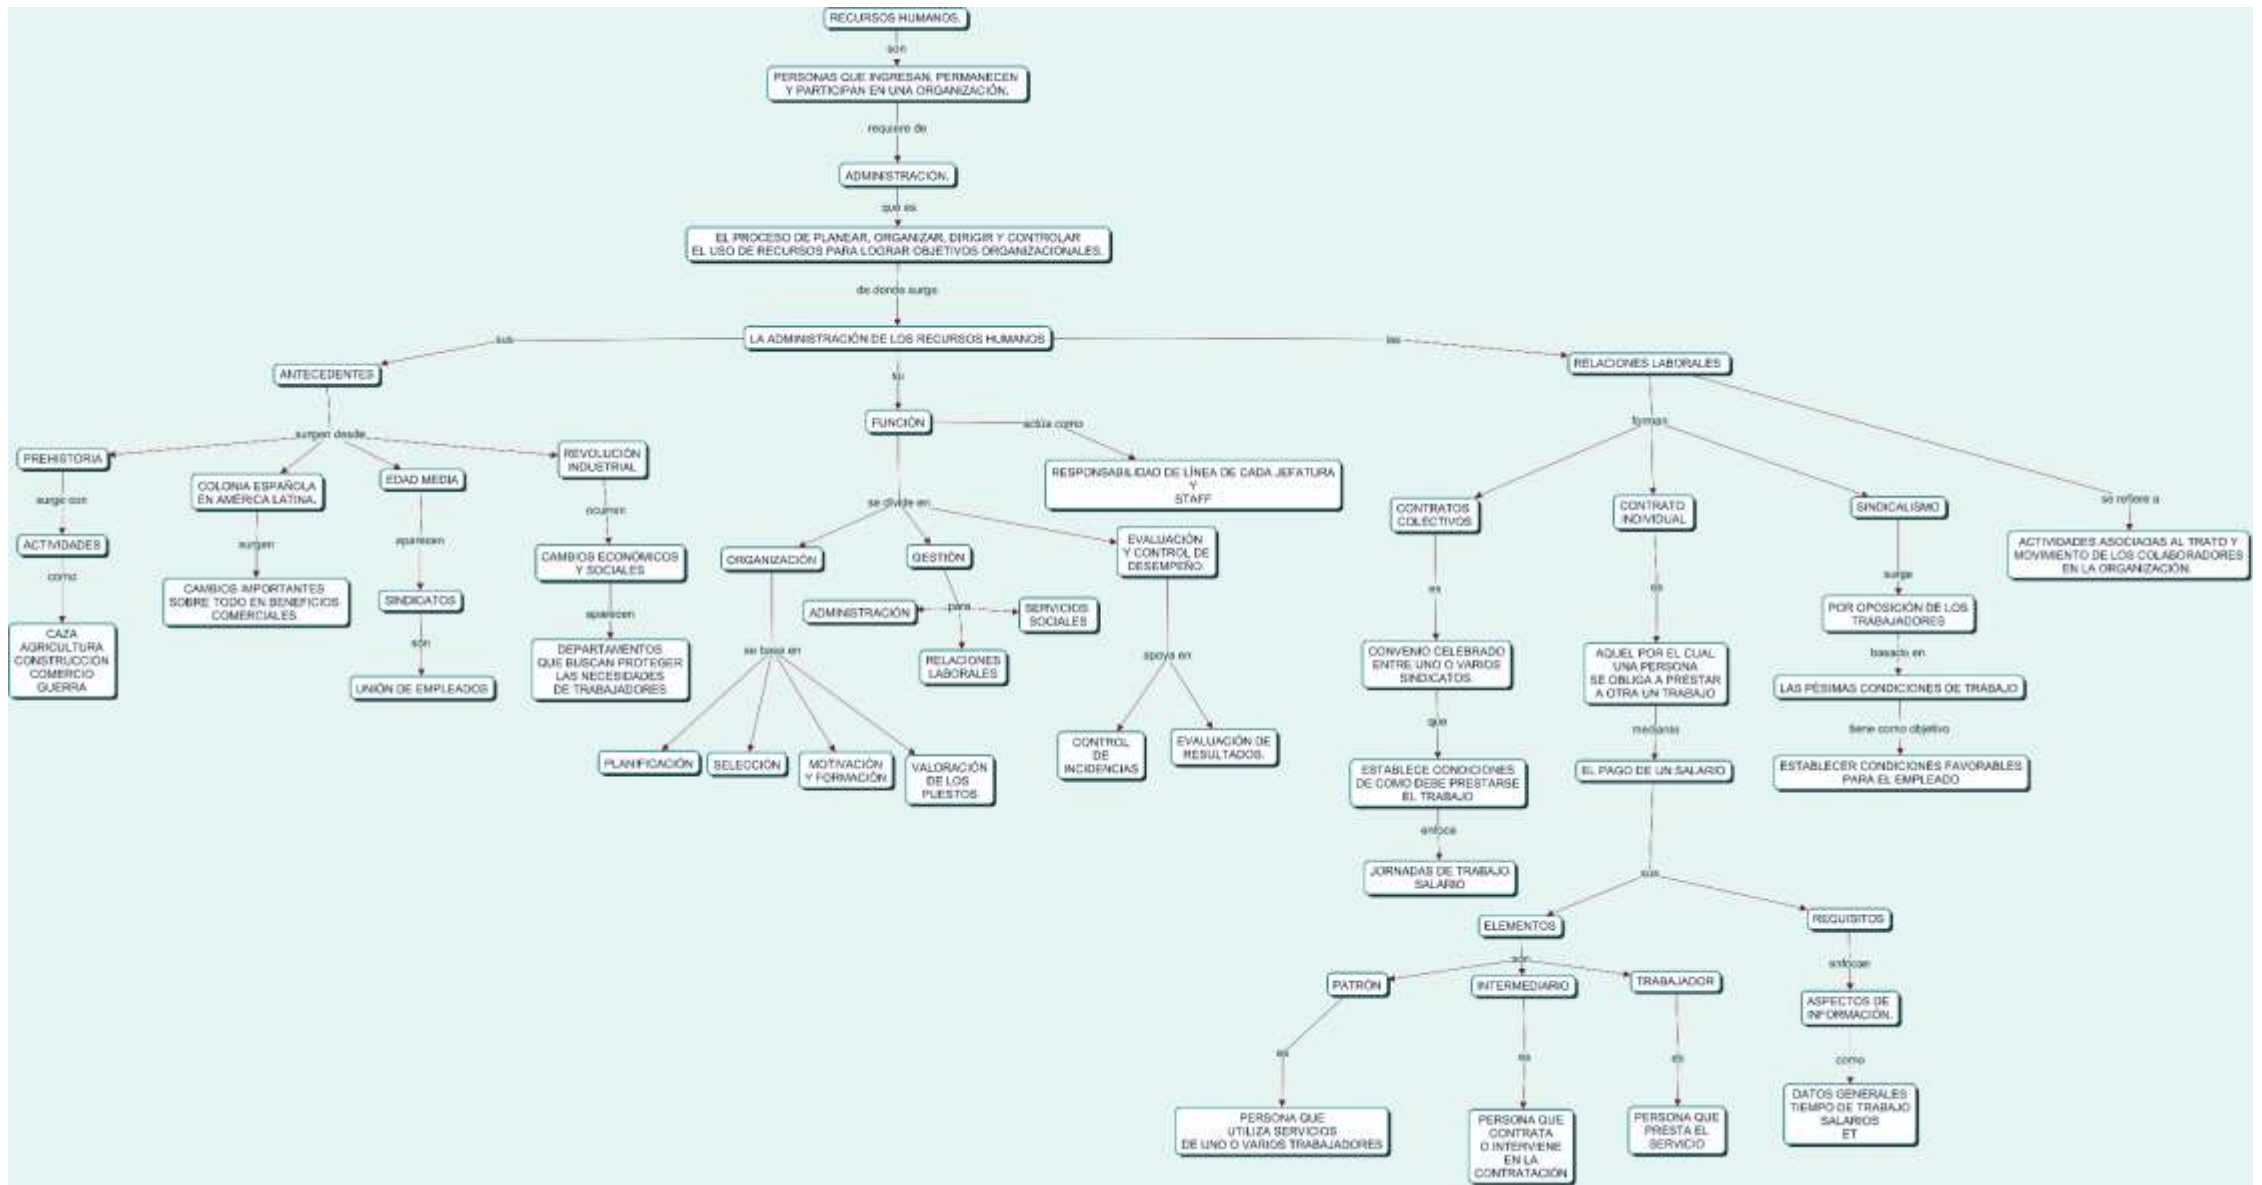 RECURSOS HUMANOS.
son
PERSONAS QUE INGRESAN, PERMANECEN
Y PARTICIPAN EN UNA ORGANIZACIÓN.
requiere de
ADMINISTRACIÓN.
que es
EL PROCESO DE PLANEAR, ORGANIZAR, DIRIGIR Y CONTROLAR
EL USO DE RECURSOS PARA LOGRAR OBJETIVOS ORGANIZACIONALES.
de donde surge
LA ADMINISTRACIÓN DE LOS RECURSOS HUMANOS
sus
ANTECEDENTES
surgen desde
PREHISTORIA
surge con
ACTIVIDADES
como
CAZA
AGRICULTURA
CONSTRUCCIÓN
COMERCIO
GUERRA
COLONIA ESPAÑOLA
EN AMÉRICA LATINA.
surgen
CAMBIOS IMPORTANTES
SOBRE TODO EN BENEFICIOS
COMERCIALES.
EDAD MEDIA
aparecen
SINDICATOS
son
UNIÓN DE EMPLEADOS
REVOLUCIÓN
INDUSTRIAL
ocurren
CAMBIOS ECONÓMICOS
Y SOCIALES
aparecen
DEPARTAMENTOS
QUE BUSCAN PROTEGER
LAS NECESIDADES
DE TRABAJADORES
su
FUNCIÓN
actúa como
RESPONSABILIDAD DE LÍNEA DE CADA JEFATURA
Y
STAFF
se divide en
ORGANIZACIÓN
se basa en
PLANIFICACIÓN
SELECCIÓN
MOTIVACIÓN
Y FORMACIÓN
VALORACIÓN
DE LOS
PUESTOS
GESTIÓN
para
ADMINISTRACIÓN
SERVICIOS
SOCIALES
RELACIONES
LABORALES
EVALUACIÓN
Y CONTROL DE
DESEMPEÑO.
apoya en
CONTROL
DE
INCIDENCIAS
EVALUACIÓN DE
RESULTADOS.
las
RELACIONES LABORALES
forman
CONTRATOS
COLECTIVOS.
es
CONVENIO CELEBRADO
ENTRE UNO O VARIOS
SINDICATOS.
que
ESTABLECE CONDICIONES
DE COMO DEBE PRESTARSE
EL TRABAJO
enfoca
JORNADAS DE TRABAJO
SALARIO
CONTRATO
INDIVIDUAL
es
AQUEL POR EL CUAL
UNA PERSONA
SE OBLIGA A PRESTAR
A OTRA UN TRABAJO
mediante
EL PAGO DE UN SALARIO
sus
ELEMENTOS
son
PATRÓN
es
PERSONA QUE
UTILIZA SERVICIOS
DE UNO O VARIOS TRABAJADORES
INTERMEDIARIO
es
PERSONA QUE
CONTRATA
O INTERVIENE
EN LA
CONTRATACIÓN
TRABAJADOR
es
PERSONA QUE
PRESTA EL
SERVICIO
REQUISITOS
enfocan
ASPECTOS DE
INFORMACIÓN.
como
DATOS GENERALES
TIEMPO DE TRABAJO
SALARIOS
ET
SINDICALISMO
surge
POR OPOSICIÓN DE LOS
TRABAJADORES
basado en
LAS PÉSIMAS CONDICIONES DE TRABAJO
tiene como objetivo
ESTABLECER CONDICIONES FAVORABLES
PARA EL EMPLEADO
se refiere a
ACTIVIDADES ASOCIADAS AL TRATO Y
MOVIMIENTO DE LOS COLABORADORES
EN LA ORGANIZACIÓN.